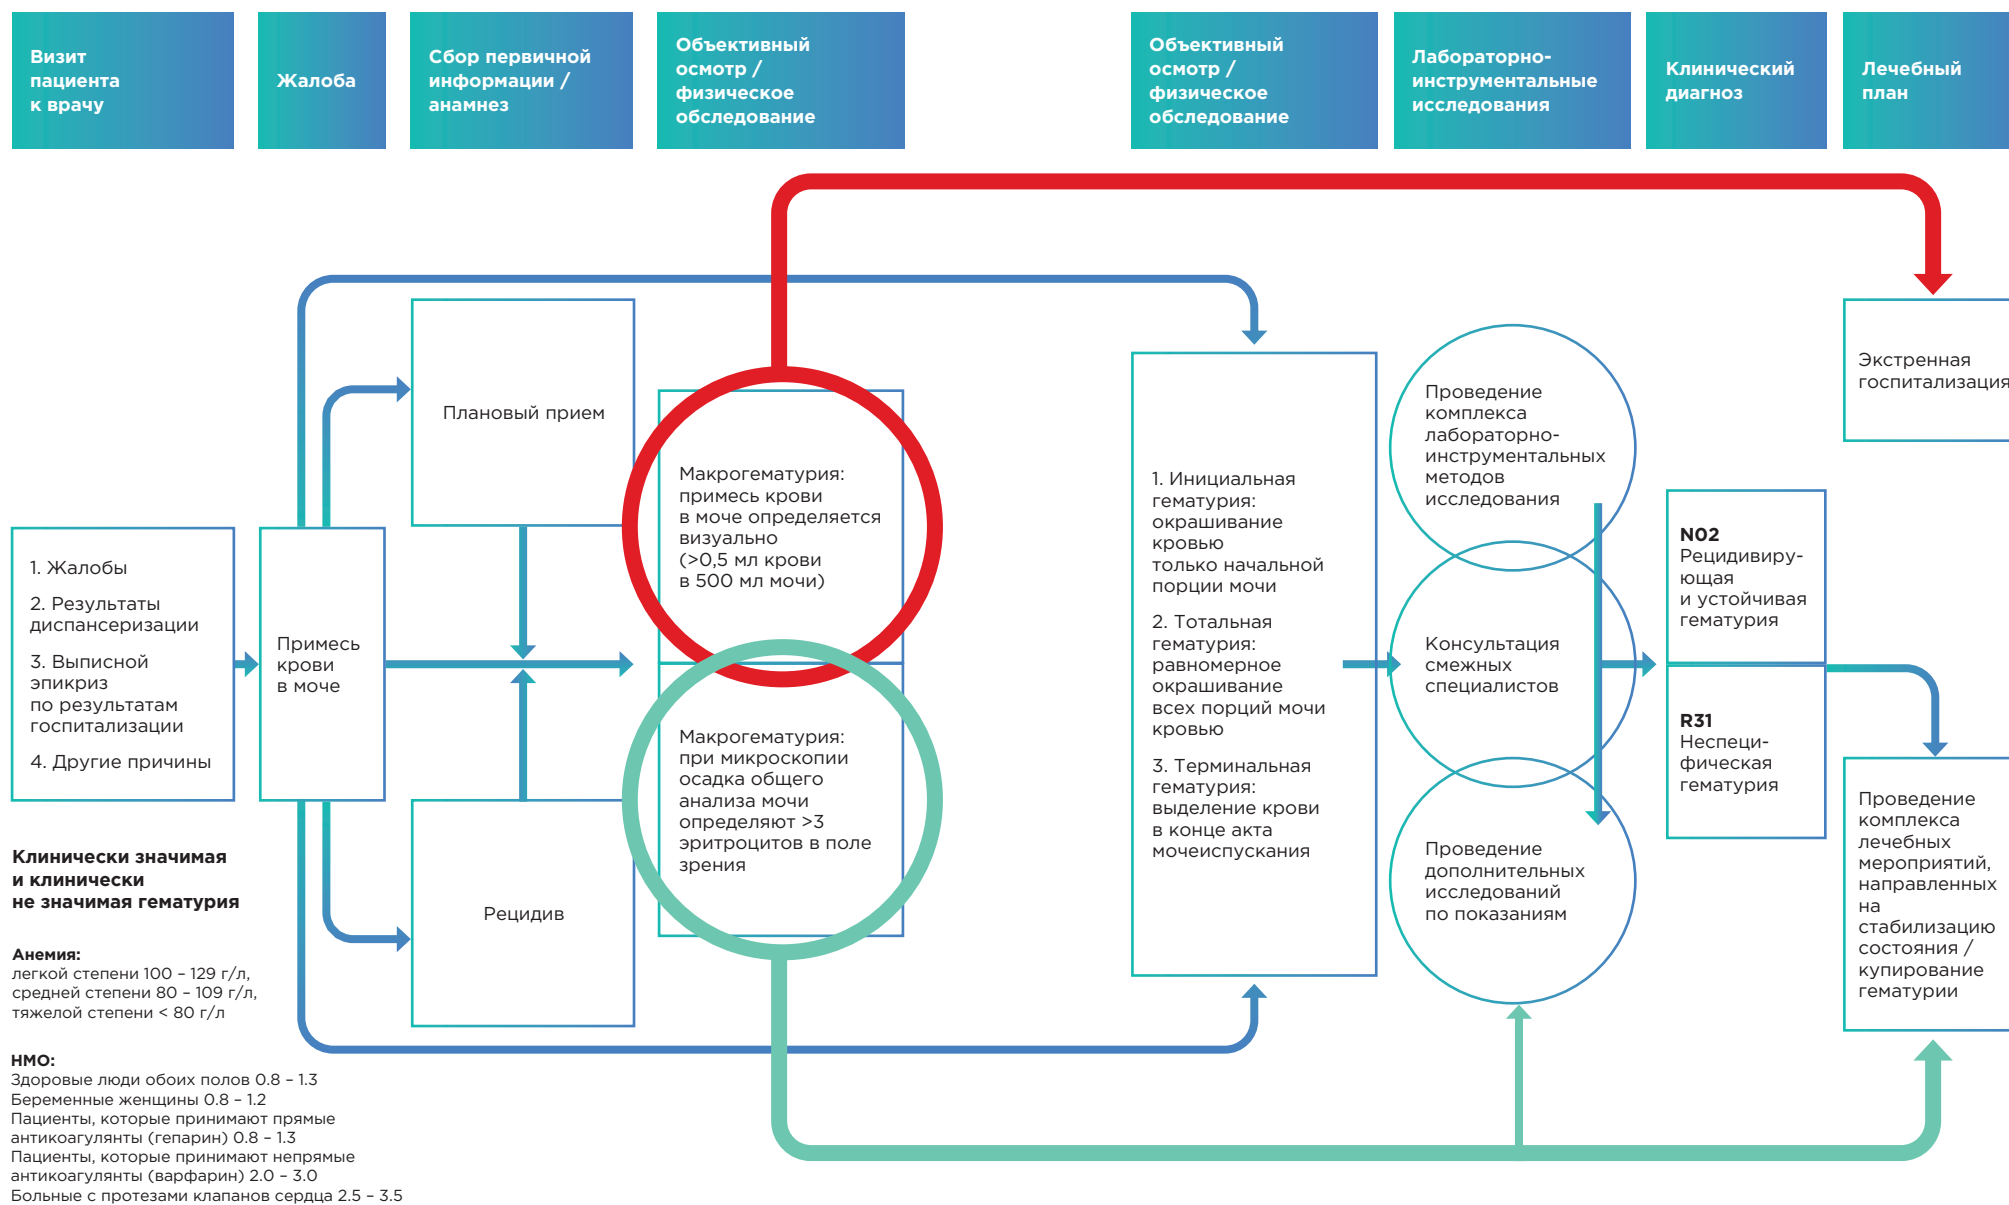 Визит
пациента
к врачу
Жалоба
Сбор первичной
информации /
анамнез
Объективный
осмотр /
физическое
обследование
Объективный
осмотр /
физическое
обследование
Лабораторно-
инструментальные
исследования
Клинический
диагноз
Лечебный
план
1. Жалобы
2. Результаты
диспансеризации
3. Выписной
эпикриз
по результатам
госпитализации
4. Другие причины
Примесь
крови
в моче
Плановый прием
Рецидив
Макрогематурия:
примесь крови
в моче определяется
визуально
(>0,5 мл крови
в 500 мл мочи)
Макрогематурия:
при микроскопии
осадка общего
анализа мочи
определяют >3
эритроцитов в поле
зрения
1. Инициальная
гематурия:
окрашивание
кровью
только начальной
порции мочи
2. Тотальная
гематурия:
равномерное
окрашивание
всех порций мочи
кровью
3. Терминальная
гематурия:
выделение крови
в конце акта
мочеиспускания
Проведение
комплекса
лабораторно-
инструментальных
методов
исследования
Консультация
смежных
специалистов
Проведение
дополнительных
исследований
по показаниям
N02
Рецидивиру-
ющая
и устойчивая
гематурия
R31
Неспеци-
фическая
гематурия
Экстренная
госпитализация
Проведение
комплекса
лечебных
мероприятий,
направленных
на
стабилизацию
состояния /
купирование
гематурии
Клинически значимая
и клинически
не значимая гематурия
Анемия:
легкой степени 100 – 129 г/л,
средней степени 80 – 109 г/л,
тяжелой степени < 80 г/л
НМО:
Здоровые люди обоих полов 0.8 – 1.3
Беременные женщины 0.8 – 1.2
Пациенты, которые принимают прямые
антикоагулянты (гепарин) 0.8 – 1.3
Пациенты, которые принимают непрямые
антикоагулянты (варфарин) 2.0 – 3.0
Больные с протезами клапанов сердца 2.5 – 3.5